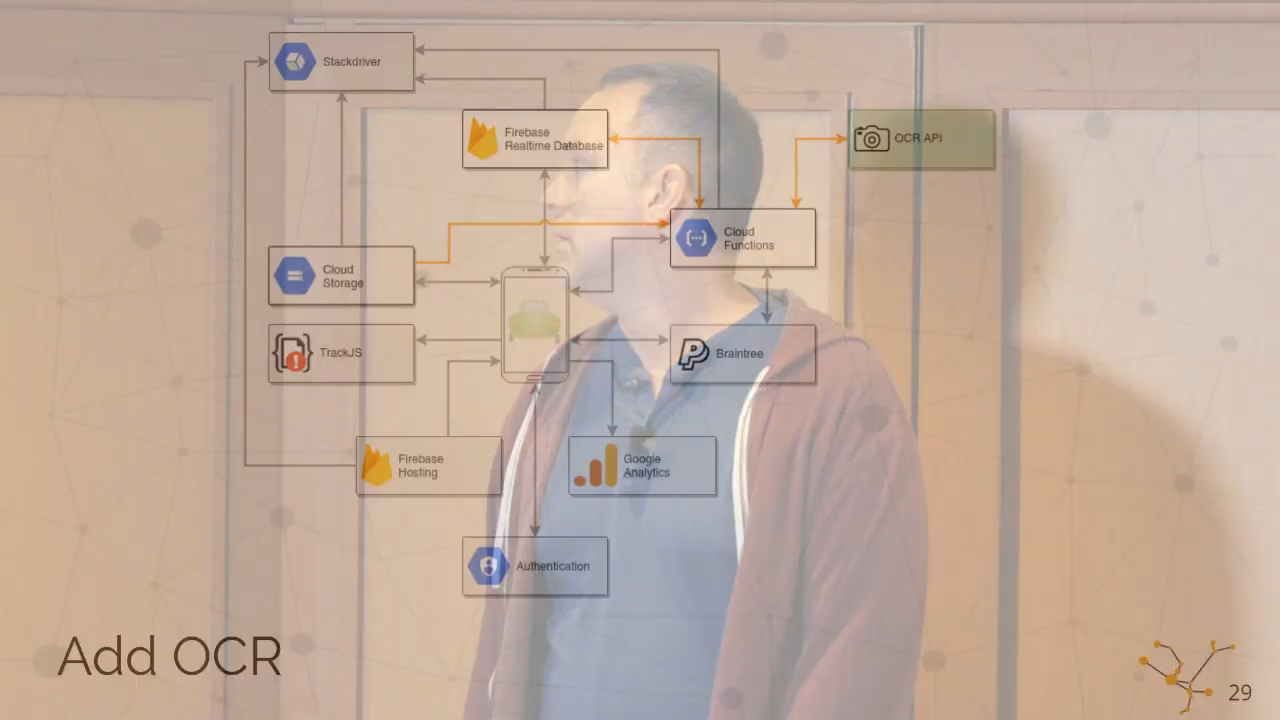 Stackdriver
Firebase
Realtime Database
OCR API
Cloud
Functions
Cloud
Storage
TrackJS
Braintree
Firebase
Hosting
Google
Analytics
Authentication
Add OCR
29